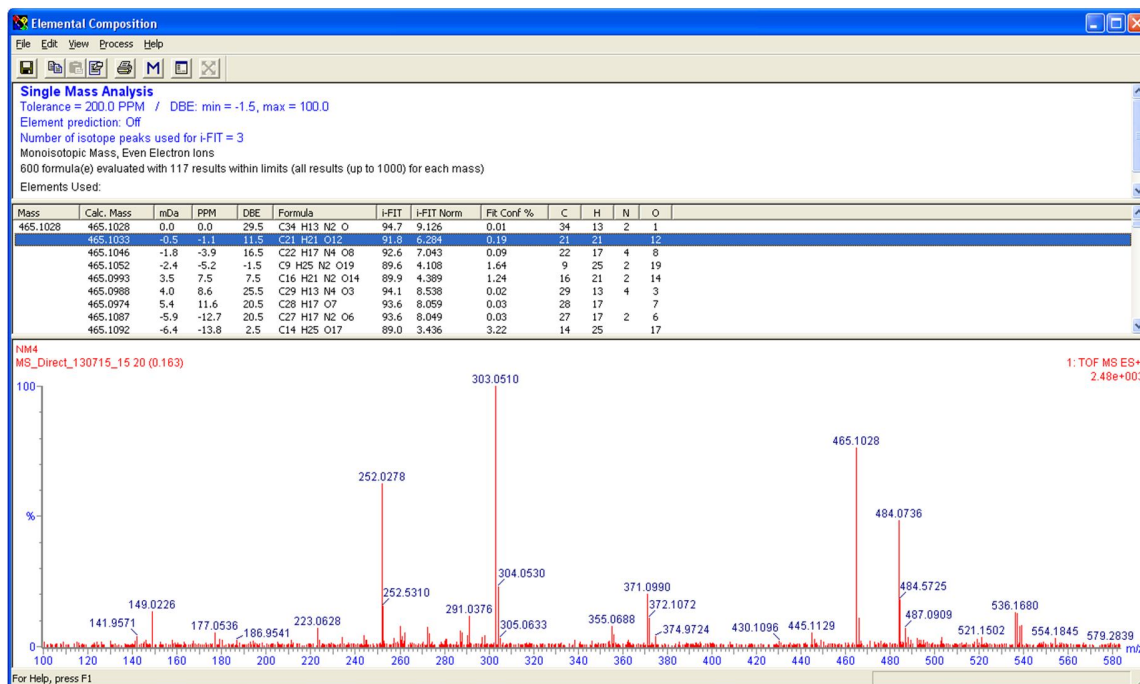 Elemental Composition
File Edit View Process Help
M
Single Mass Analysis
Tolerance = 200.0 PPM / DBE: min = -1.5, max = 100.0
Element prediction: Off
Number of isotope peaks used for i-FIT = 3
Monoisotopic Mass, Even Electron Ions
600 formula(e) evaluated with 117 results within limits (all results (up to 1000) for each mass)
Elements Used:
Mass Calc. Mass mDa PPM DBE Formula i-FIT i-FIT Norm Fit Conf % C H N O
465.1028 465.1028 0.0 0.0 29.5 C34 H13 N2 O 94.7 9.126 0.01 34 13 2 1
465.1033 -0.5 -1.1 11.5 C21 H21 O12 91.8 6.284 0.19 21 21 12
465.1046 -1.8 -3.9 16.5 C22 H17 N4 O8 92.6 7.043 0.09 22 17 4 8
465.1052 -2.4 -5.2 -1.5 C9 H25 N2 O19 89.6 4.108 1.64 9 25 2 19
465.0993 3.5 7.5 7.5 C16 H21 N2 O14 89.9 4.389 1.24 16 21 2 14
465.0988 4.0 8.6 25.5 C29 H13 N4 O3 94.1 8.538 0.02 29 13 4 3
465.0974 5.4 11.6 20.5 C28 H17 O7 93.6 8.059 0.03 28 17 7
465.1087 -5.9 -12.7 20.5 C27 H17 N2 O6 93.6 8.049 0.03 27 17 2 6
465.1092 -6.4 -13.8 2.5 C14 H25 O17 89.0 3.436 3.22 14 25 17
NM4
MS_Direct_130715_15 20 (0.163)
1: TOF MS ES+
2.48e+003
100
303.0510
465.1028
252.0278
484.0736
%
304.0530
371.0990
252.5310
484.5725
149.0226
372.1072
291.0376
536.1680
141.9571
177.0536
186.9541
223.0628
305.0633
355.0688
374.9724
430.1096
445.1129
487.0909
521.1502
554.1845
579.2839
0
100 120 140 160 180 200 220 240 260 280 300 320 340 360 380 400 420 440 460 480 500 520 540 560 580 m/z
For Help, press F1